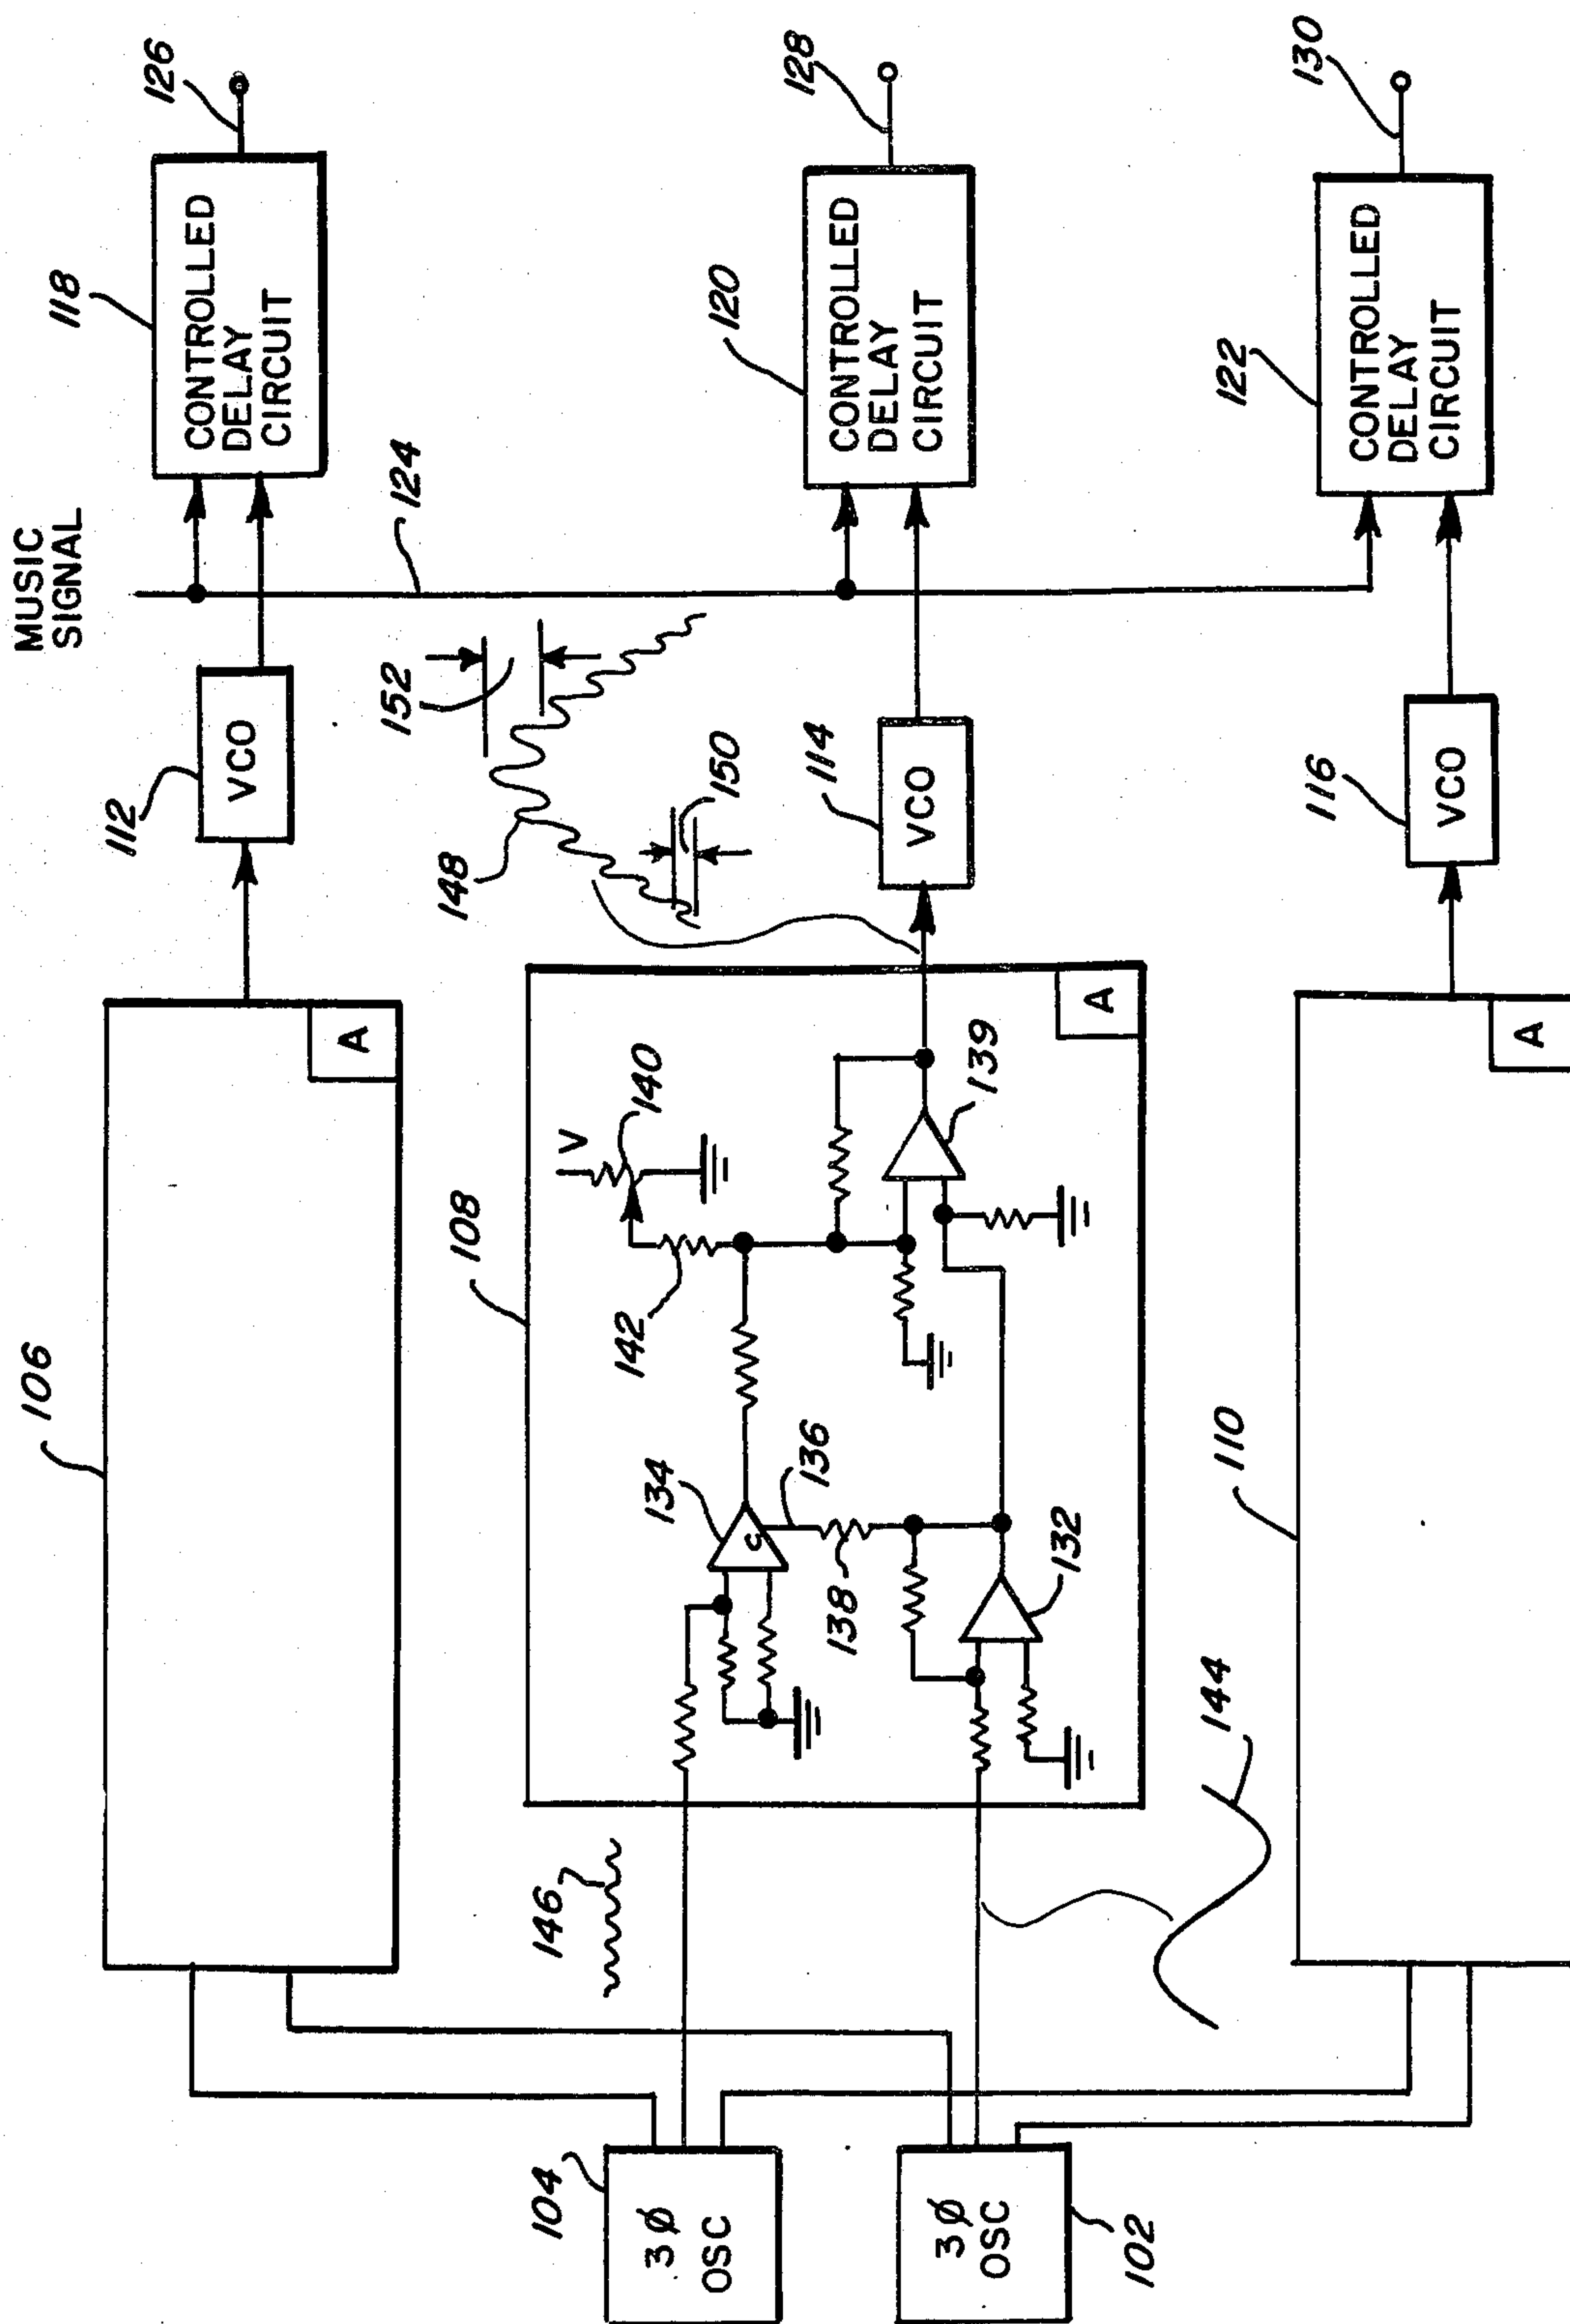 MUSIC
SIGNAL
106
112
VCO
118
CONTROLLED
DELAY
CIRCUIT
126
A
124
104
3Ø
OSC
146
108
134
C
136
138
132
142
V
140
139
A
148
150
152
114
VCO
120
CONTROLLED
DELAY
CIRCUIT
128
102
3Ø
OSC
144
110
A
116
VCO
122
CONTROLLED
DELAY
CIRCUIT
130